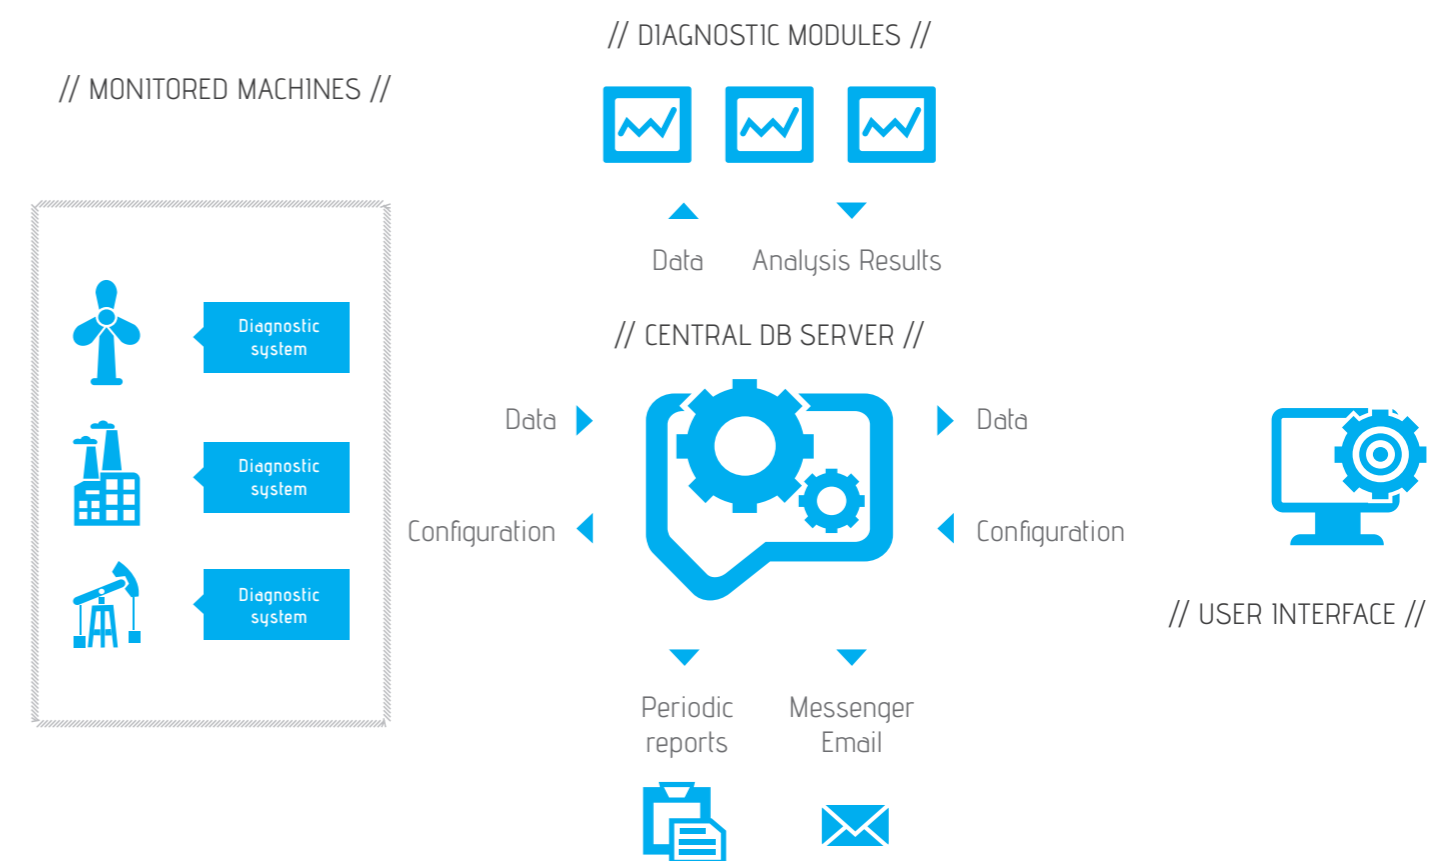 // DIAGNOSTIC MODULES //
// MONITORED MACHINES //
Data
Analysis Results
Diagnostic
system
// CENTRAL DB SERVER //
Data
Data
Diagnostic
system
Configuration
Configuration
Diagnostic
system
// USER INTERFACE //
Periodic
reports
Messenger
Email